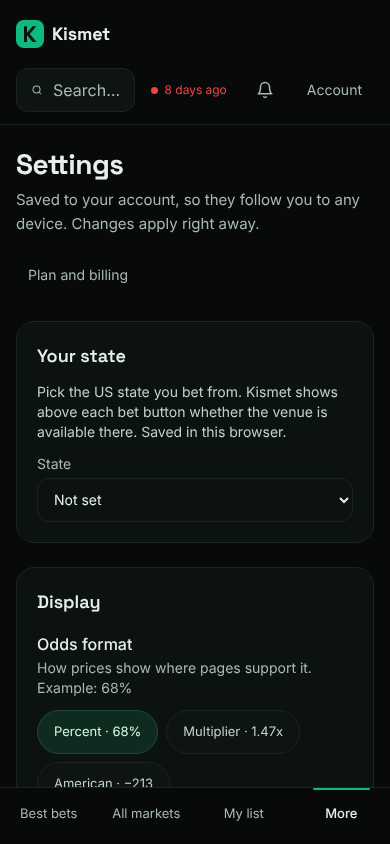 Kismet
Search...
8 days ago
Account
Settings
Saved to your account, so they follow you to any
device. Changes apply right away.
Plan and billing
Your state
Pick the US state you bet from. Kismet shows
above each bet button whether the venue is
available there. Saved in this browser.
State
Not set
Display
Odds format
How prices show where pages support it.
Example: 68%
Percent · 68%
Multiplier · 1.47x
American · −213
Best bets
All markets
My list
More